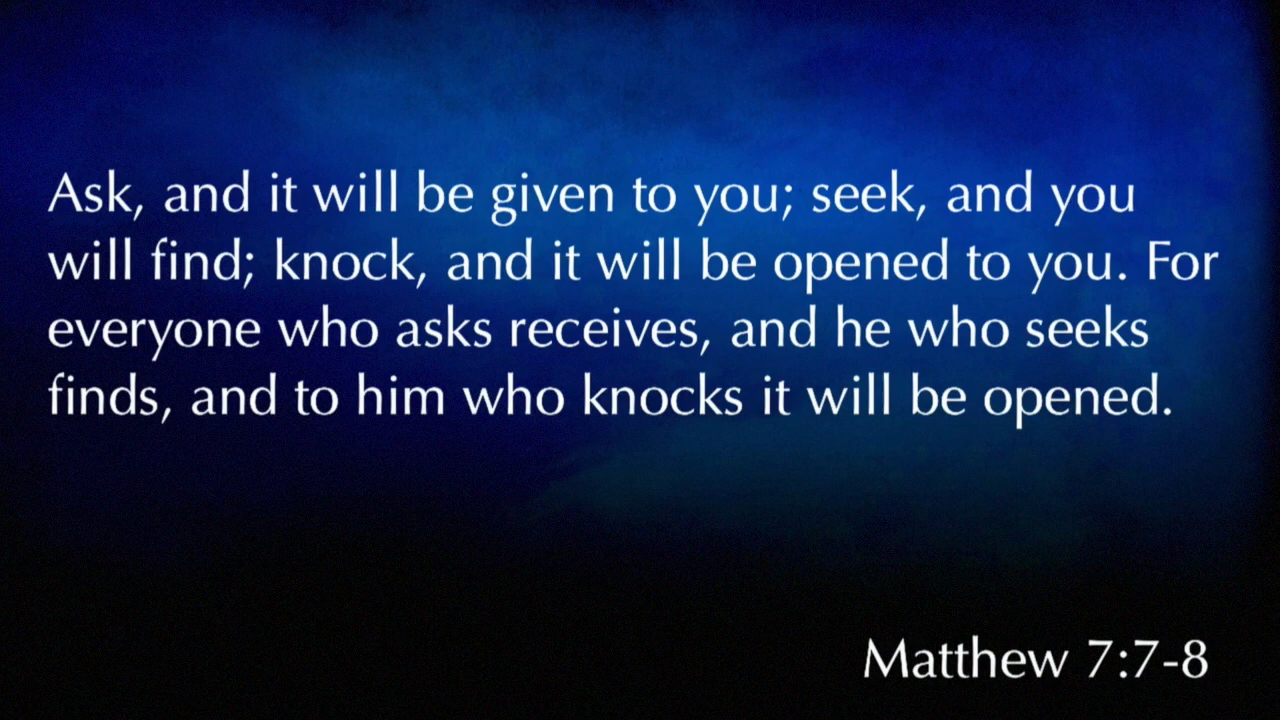 Ask, and it will be given to you; seek, and you
will find; knock, and it will be opened to you. For
everyone who asks receives, and he who seeks
finds, and to him who knocks it will be opened.
Matthew 7:7-8